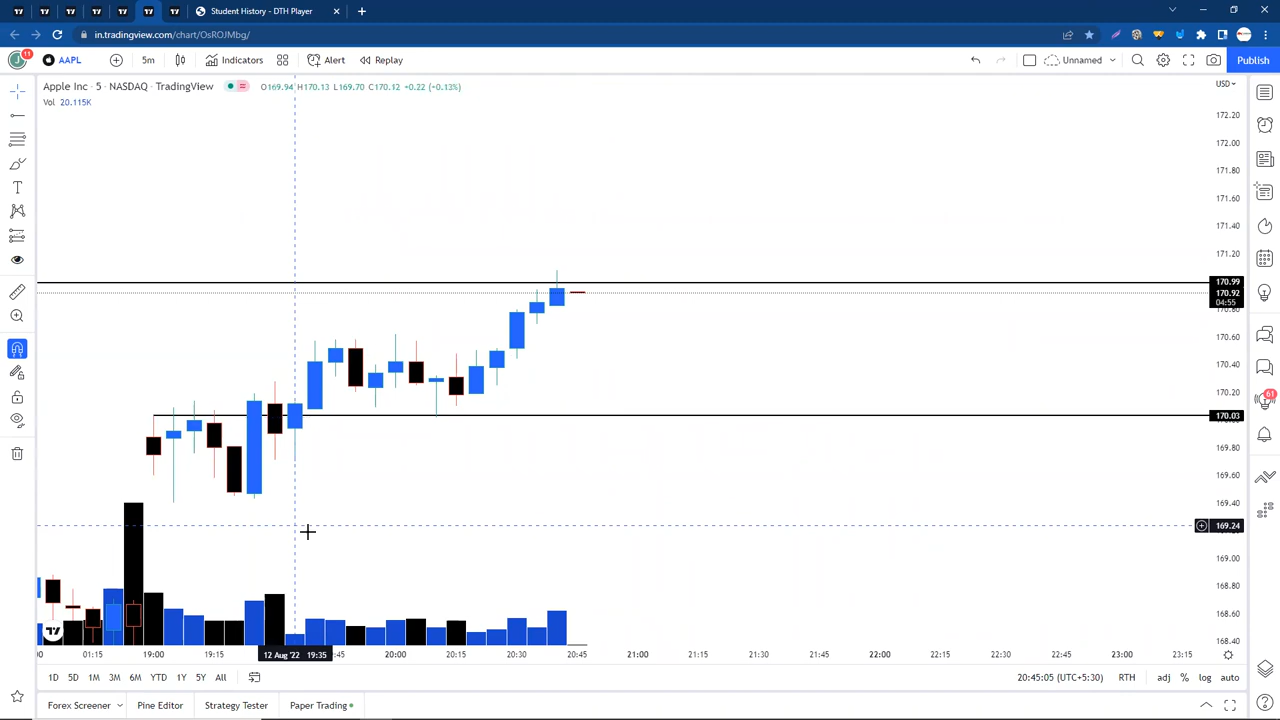 Student History - DTH Player
in.tradingview.com/chart/OsROJMbg/
11
AAPL
5m
Indicators
Alert
Replay
Unnamed
Publish
Apple Inc · 5 · NASDAQ · TradingView
O169.94 H170.13 L169.70 C170.12 +0.22 (+0.13%)
Vol 20.115K
USD
172.20
172.00
171.80
171.60
171.40
171.20
170.99
170.92
04:55
170.80
170.60
170.40
170.20
170.03
169.80
169.60
169.40
169.24
169.00
168.80
168.60
168.40
61
01:15 19:00 19:15 12 Aug '22 19:35 :45 20:00 20:15 20:30 20:45 21:00 21:15 21:30 21:45 22:00 22:15 22:30 22:45 23:00 23:15
1D 5D 1M 3M 6M YTD 1Y 5Y All
20:45:05 (UTC+5:30) RTH adj % log auto
Forex Screener Pine Editor Strategy Tester Paper Trading